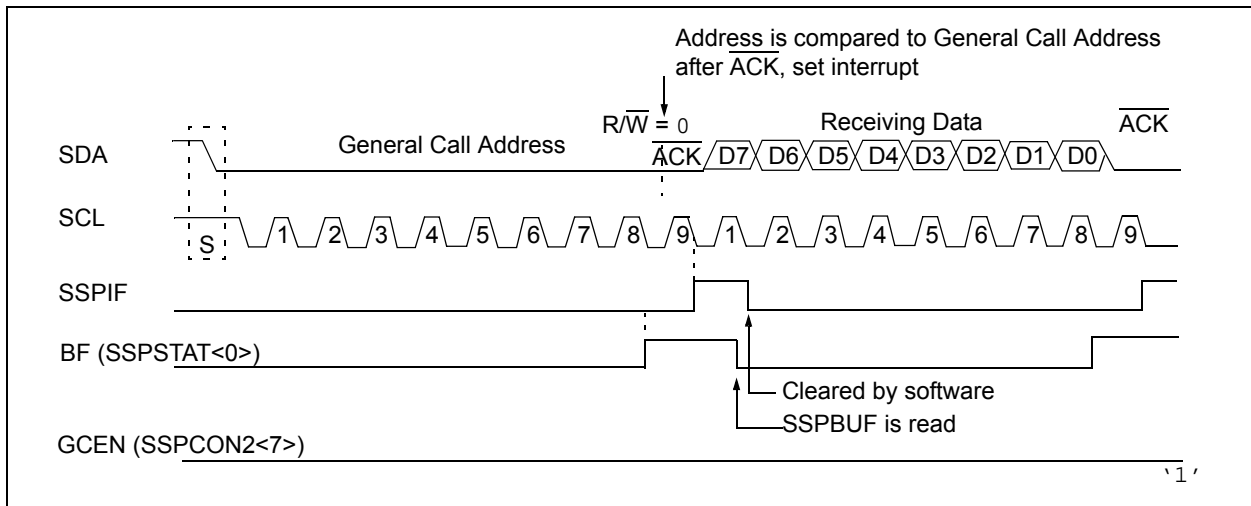 Address is compared to General Call Address
after ACK, set interrupt
R/W = 0
Receiving Data
ACK
SDA
General Call Address
ACK D7 D6 D5 D4 D3 D2 D1 D0
SCL
S
1 2 3 4 5 6 7 8 9 1 2 3 4 5 6 7 8 9
SSPIF
BF (SSPSTAT<0>)
Cleared by software
SSPBUF is read
GCEN (SSPCON2<7>)
‘1’